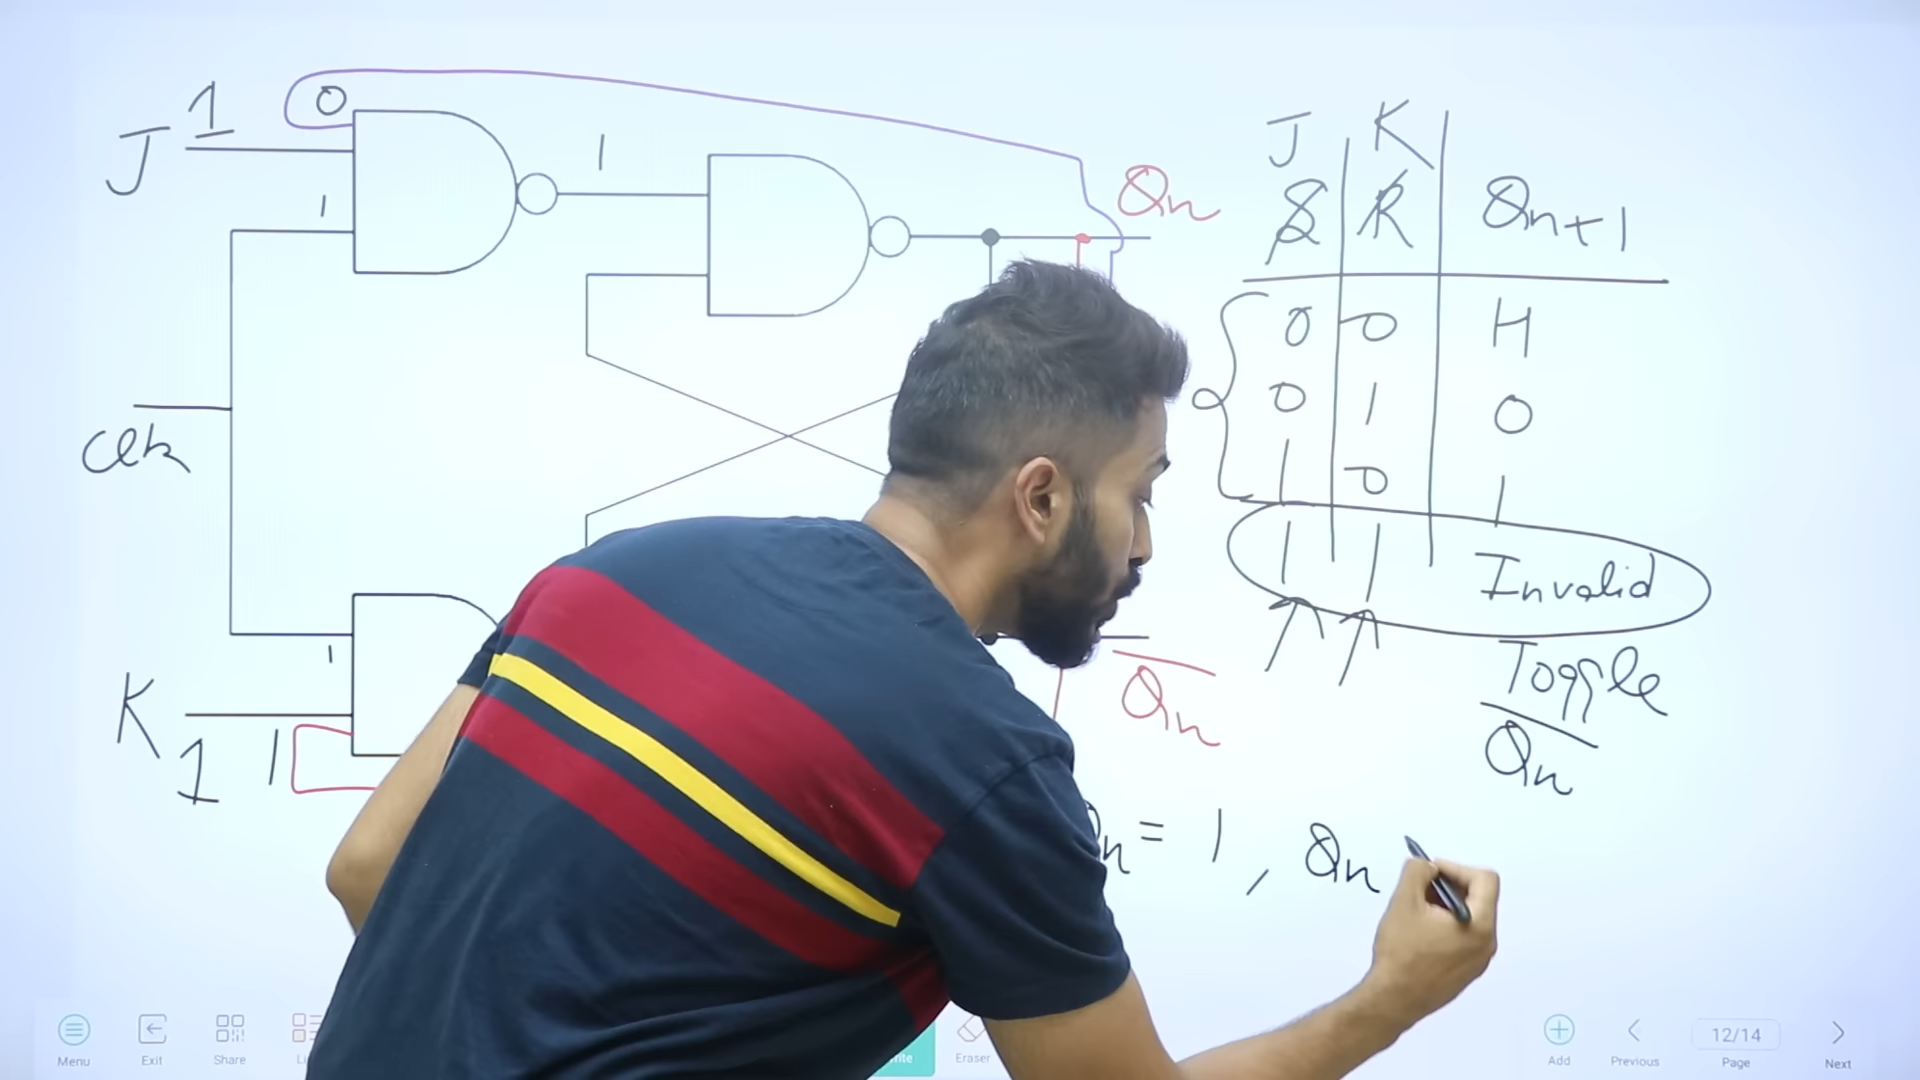 J 1 0
1 1
Clk
1
K 1 1
Qn
Qn
J K
S R Qn+1
0 0 H
0 1 0
1 0 1
1 1 Invalid
Toggle
Qn
n = 1 , Qn
Menu Exit Share Eraser Add Previous 12/14 Page Next